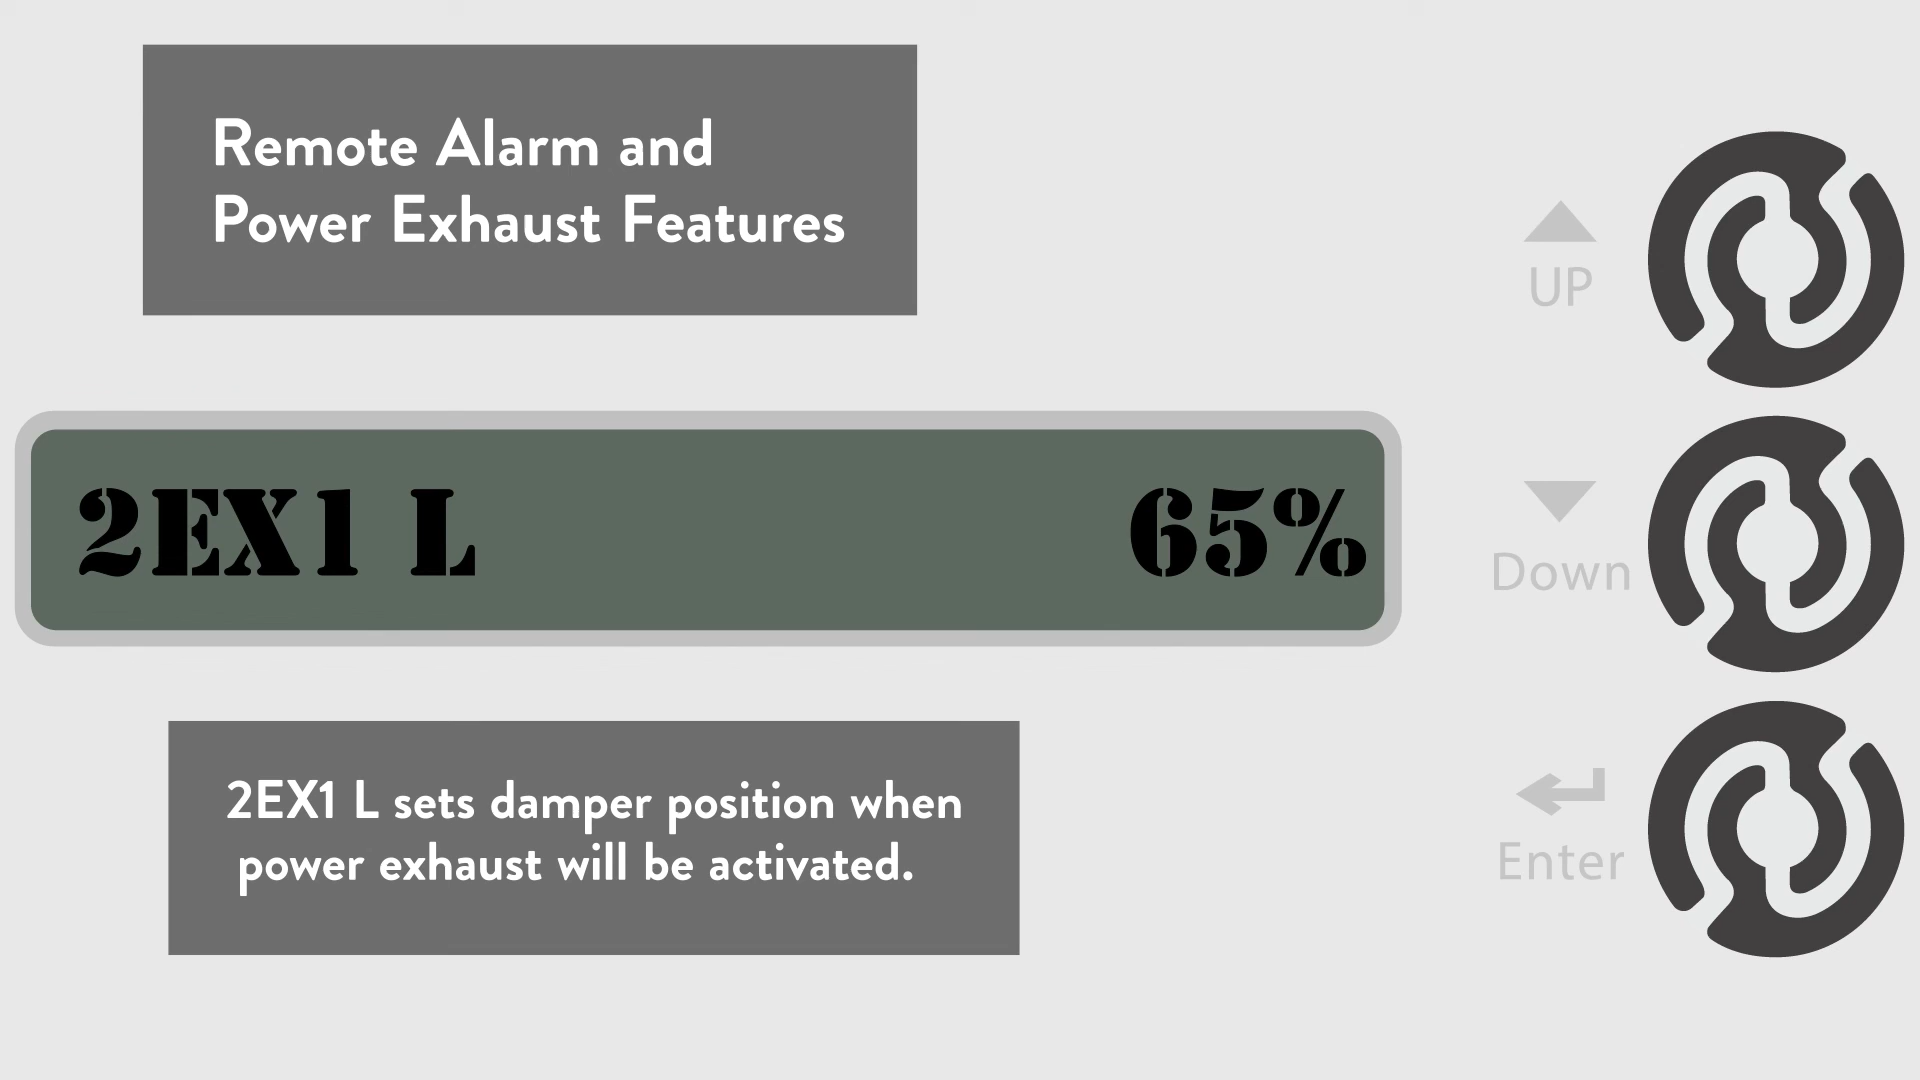 Remote Alarm and
Power Exhaust Features
UP
2EX1 L 65%
Down
2EX1 L sets damper position when
power exhaust will be activated.
Enter